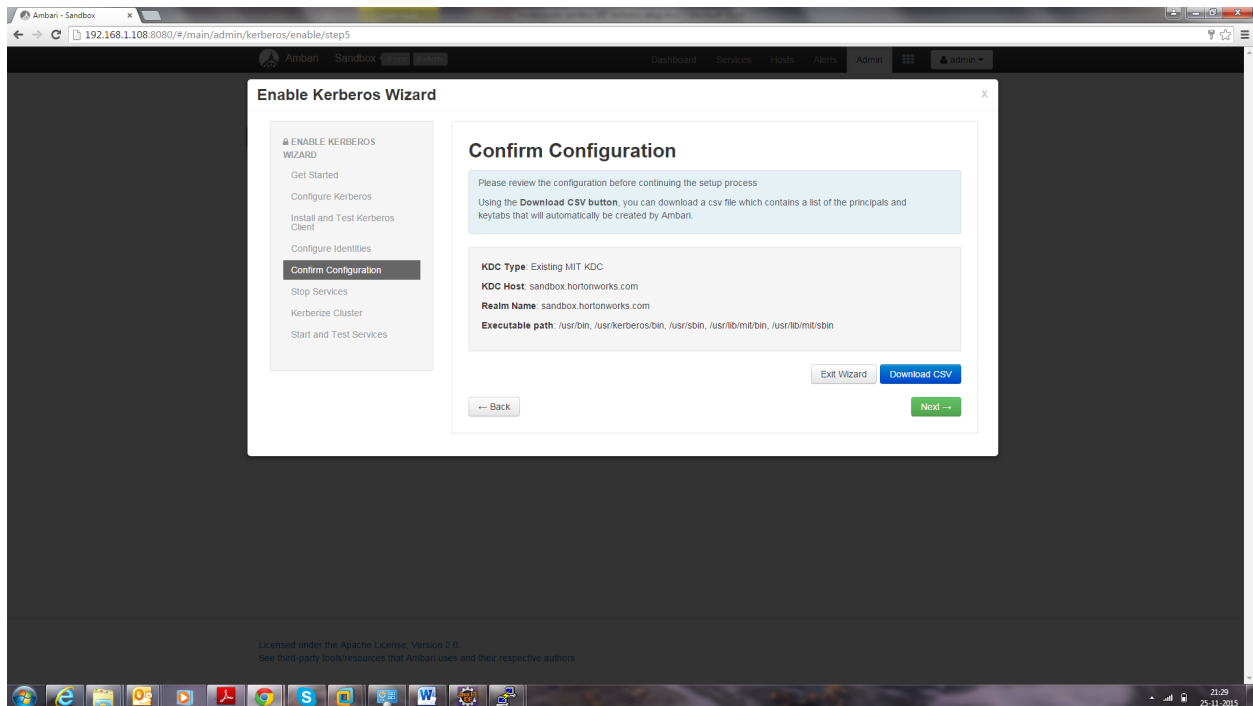 Ambari - Sandbox
192.168.1.108:8080/#/main/admin/kerberos/enable/step5
Ambari Sandbox
Dashboard Services Hosts Alerts Admin admin
Enable Kerberos Wizard
X
ENABLE KERBEROS
WIZARD
Get Started
Configure Kerberos
Install and Test Kerberos
Client
Configure Identities
Confirm Configuration
Stop Services
Kerberize Cluster
Start and Test Services
Confirm Configuration
Please review the configuration before continuing the setup process
Using the Download CSV button, you can download a csv file which contains a list of the principals and
keytabs that will automatically be created by Ambari.
KDC Type: Existing MIT KDC
KDC Host: sandbox.hortonworks.com
Realm Name: sandbox.hortonworks.com
Executable path: /usr/bin, /usr/kerberos/bin, /usr/sbin, /usr/lib/mit/bin, /usr/lib/mit/sbin
Exit Wizard Download CSV
← Back Next →
Licensed under the Apache License, Version 2.0.
See third-party tools/resources that Ambari uses and their respective authors
21:29
25-11-2015